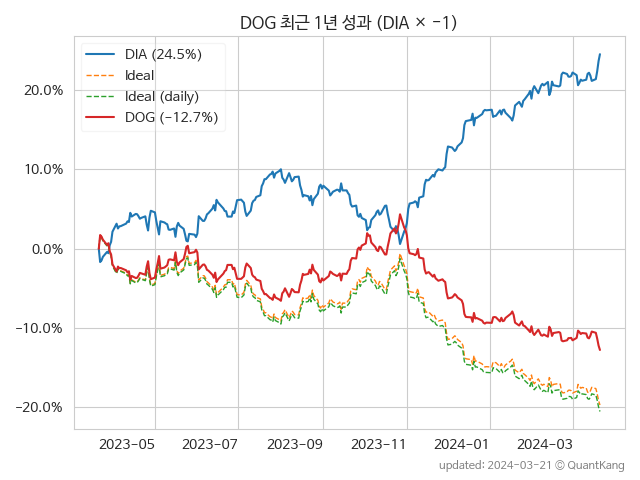 DOG 최근 1년 성과 (DIA × −1)
DIA (24.5%)
Ideal
Ideal (daily)
DOG (−12.7%)
20.0%
10.0%
0.0%
−10.0%
−20.0%
2023-05 2023-07 2023-09 2023-11 2024-01 2024-03
updated: 2024-03-21 ⓒ QuantKang